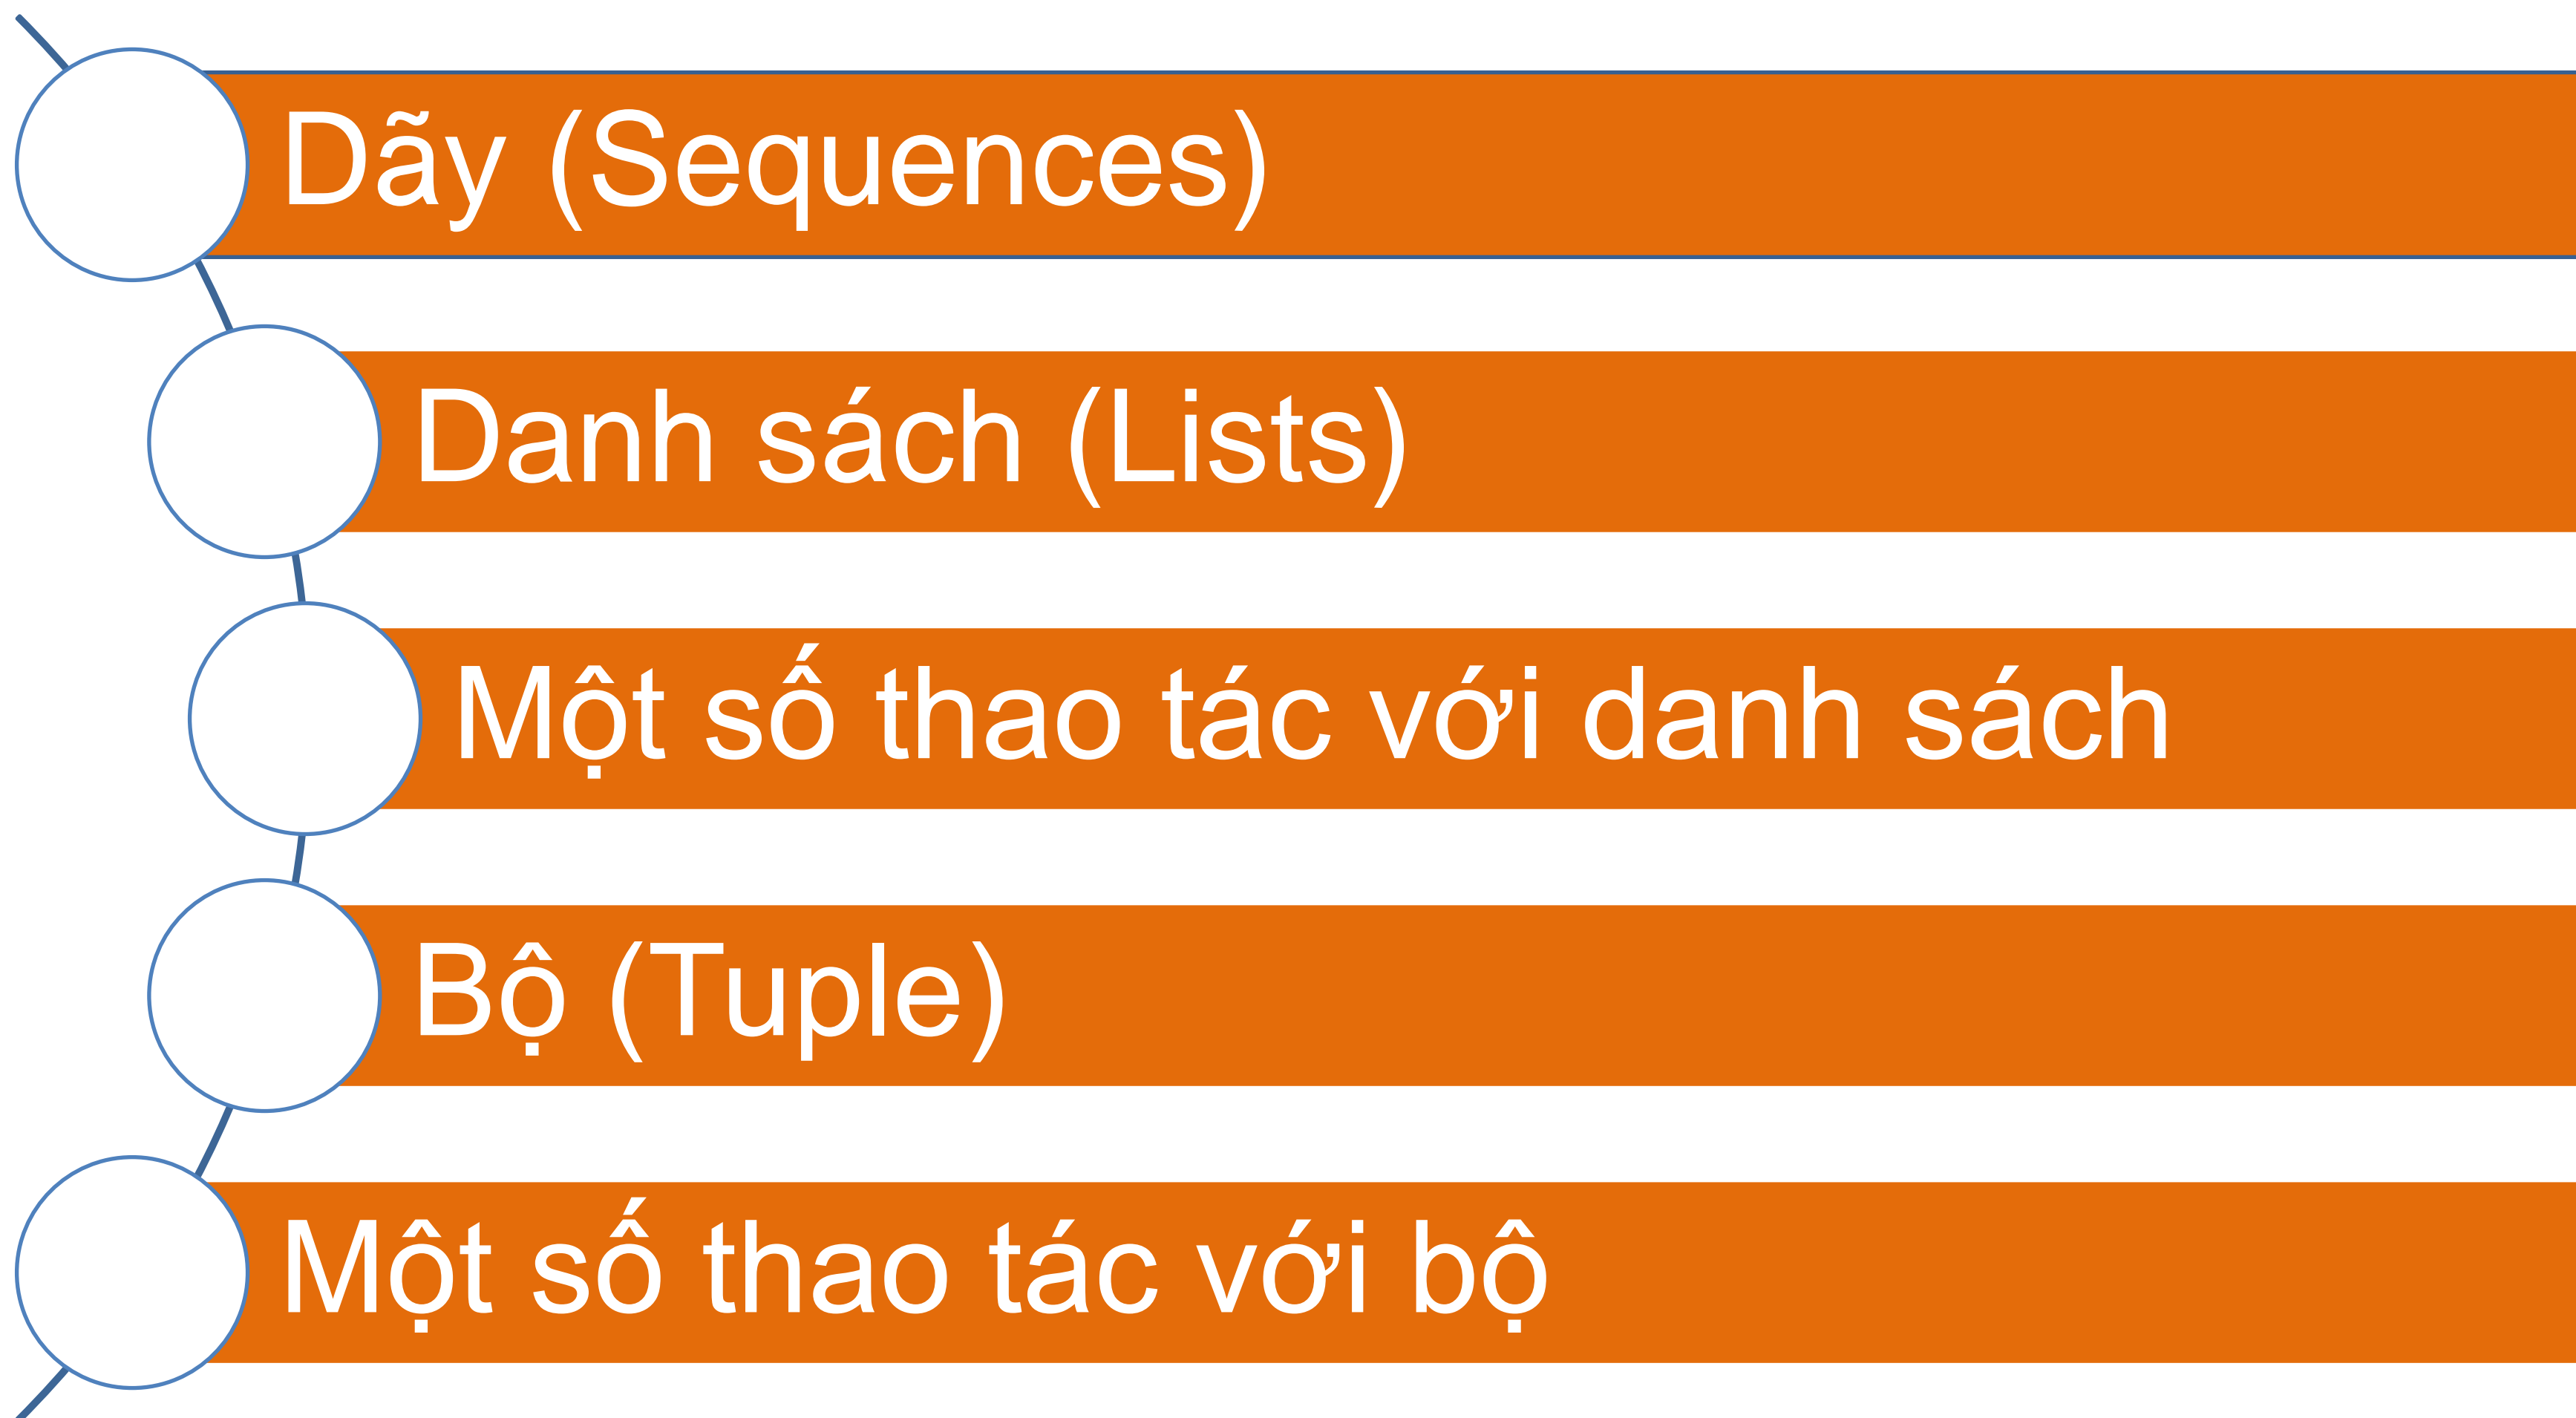 Dãy (Sequences)
Danh sách (Lists)
Một số thao tác với danh sách
Bộ (Tuple)
Một số thao tác với bộ